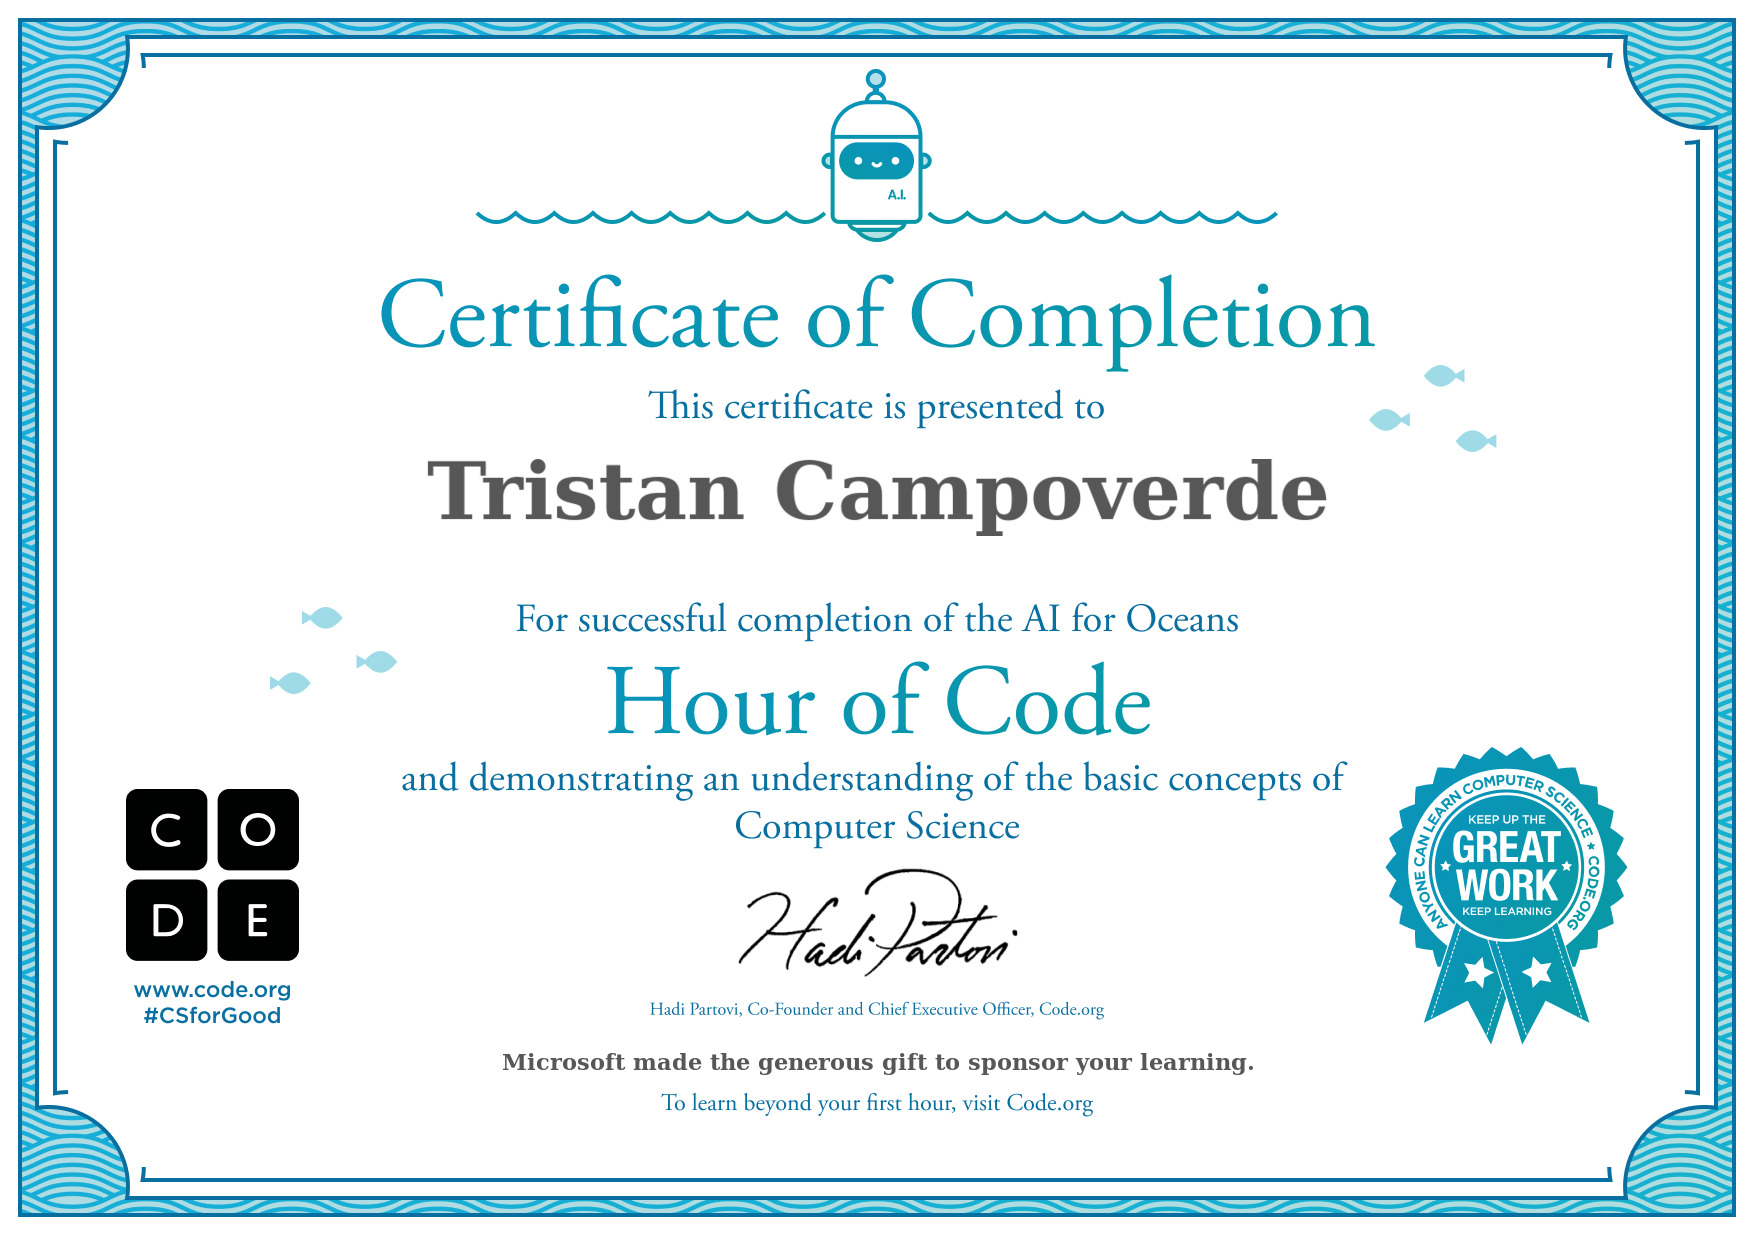 A.I.
Certificate of Completion
This certificate is presented to
Tristan Campoverde
For successful completion of the AI for Oceans
Hour of Code
and demonstrating an understanding of the basic concepts of
Computer Science
C O
D E
www.code.org
#CSforGood
Hadi Partovi
Hadi Partovi, Co-Founder and Chief Executive Officer, Code.org
Microsoft made the generous gift to sponsor your learning.
To learn beyond your first hour, visit Code.org
ANYONE CAN LEARN COMPUTER SCIENCE ★ CODE.ORG
KEEP UP THE
GREAT
WORK
KEEP LEARNING